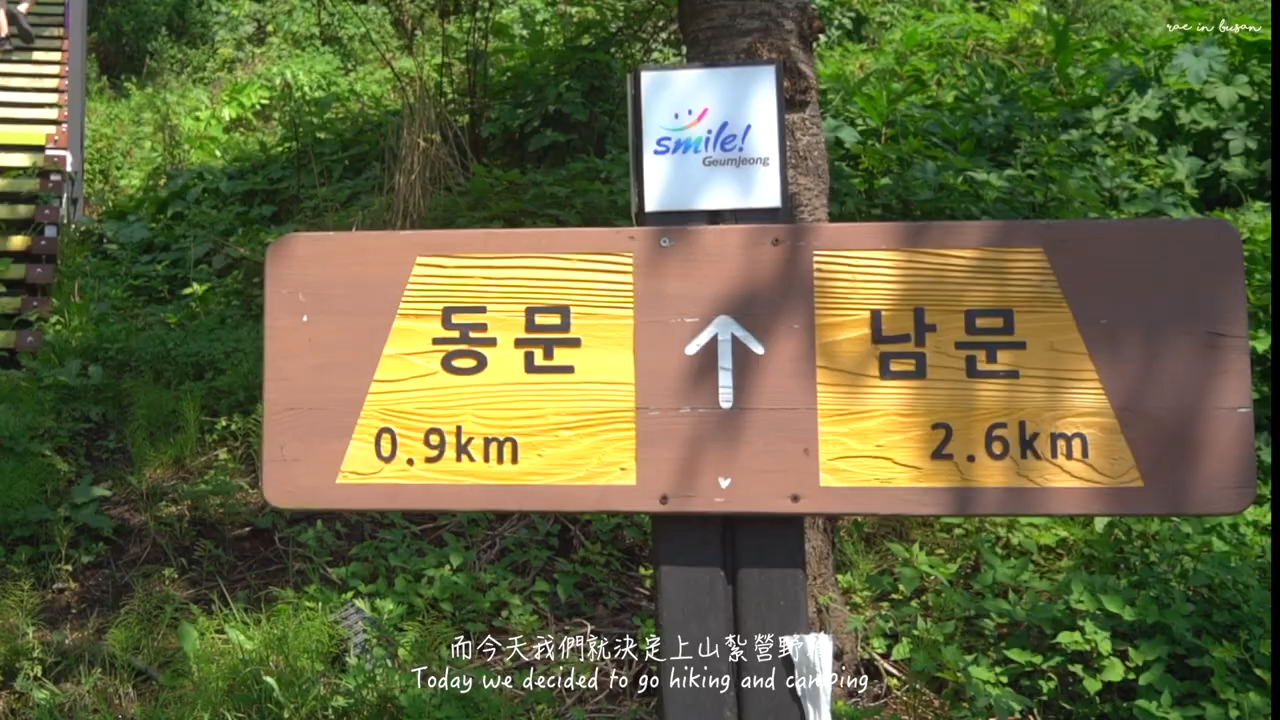 rae in busan
smile!
Geumjeong
동문
0.9km
남문
2.6km
而今天我們就決定上山紮營野
Today we decided to go hiking and camping